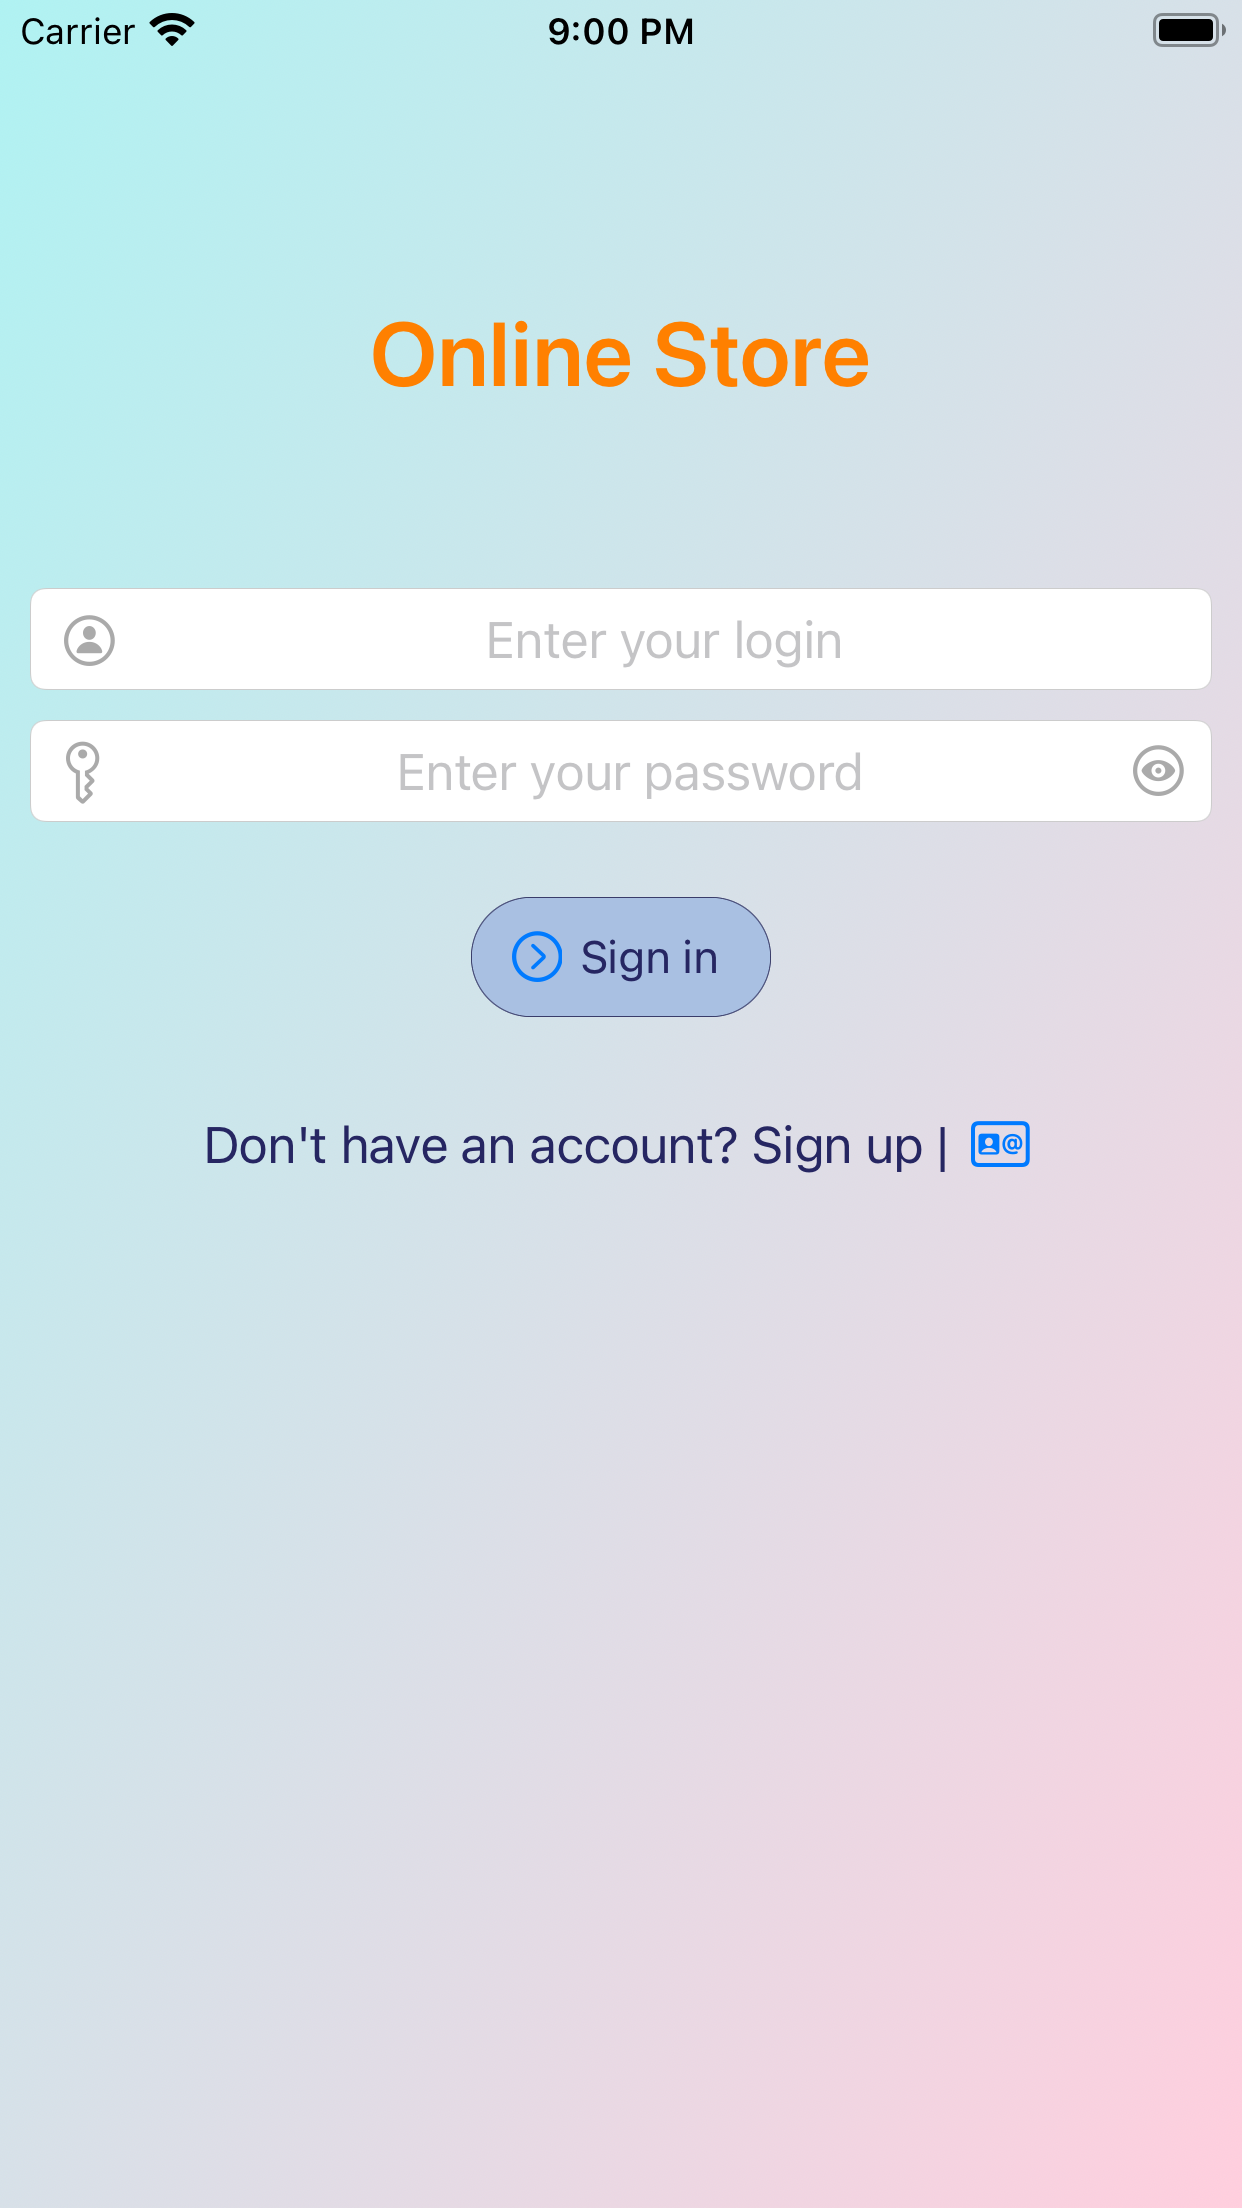 Carrier 9:00 PM
Online Store
Enter your login
Enter your password
Sign in
Don't have an account? Sign up | @